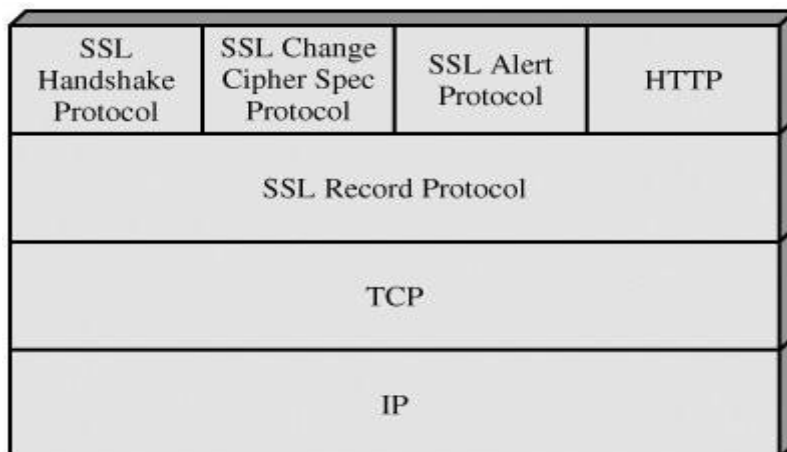 SSL
Handshake
Protocol
SSL Change
Cipher Spec
Protocol
SSL Alert
Protocol
HTTP
SSL Record Protocol
TCP
IP